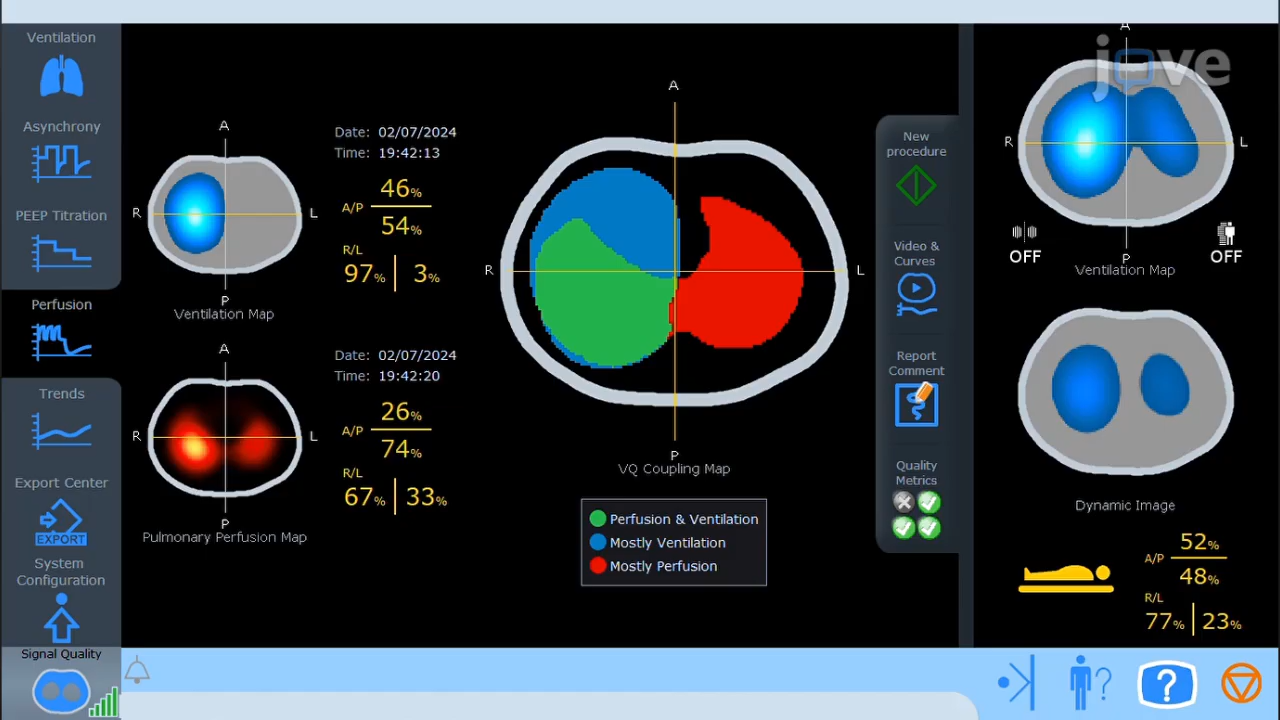 Ventilation
Asynchrony
PEEP Titration
Perfusion
Trends
Export Center
EXPORT
System
Configuration
Signal Quality
A
R
L
P
Ventilation Map
Date: 02/07/2024
Time: 19:42:13
A/P
46%
54%
R/L
97% | 3%
A
R
L
P
Pulmonary Perfusion Map
Date: 02/07/2024
Time: 19:42:20
A/P
26%
74%
R/L
67% | 33%
A
R
L
P
VQ Coupling Map
Perfusion & Ventilation
Mostly Ventilation
Mostly Perfusion
New
procedure
Video &
Curves
Report
Comment
Quality
Metrics
jove
A
R
L
P
OFF
OFF
Ventilation Map
Dynamic Image
A/P
52%
48%
R/L
77% | 23%
?
?